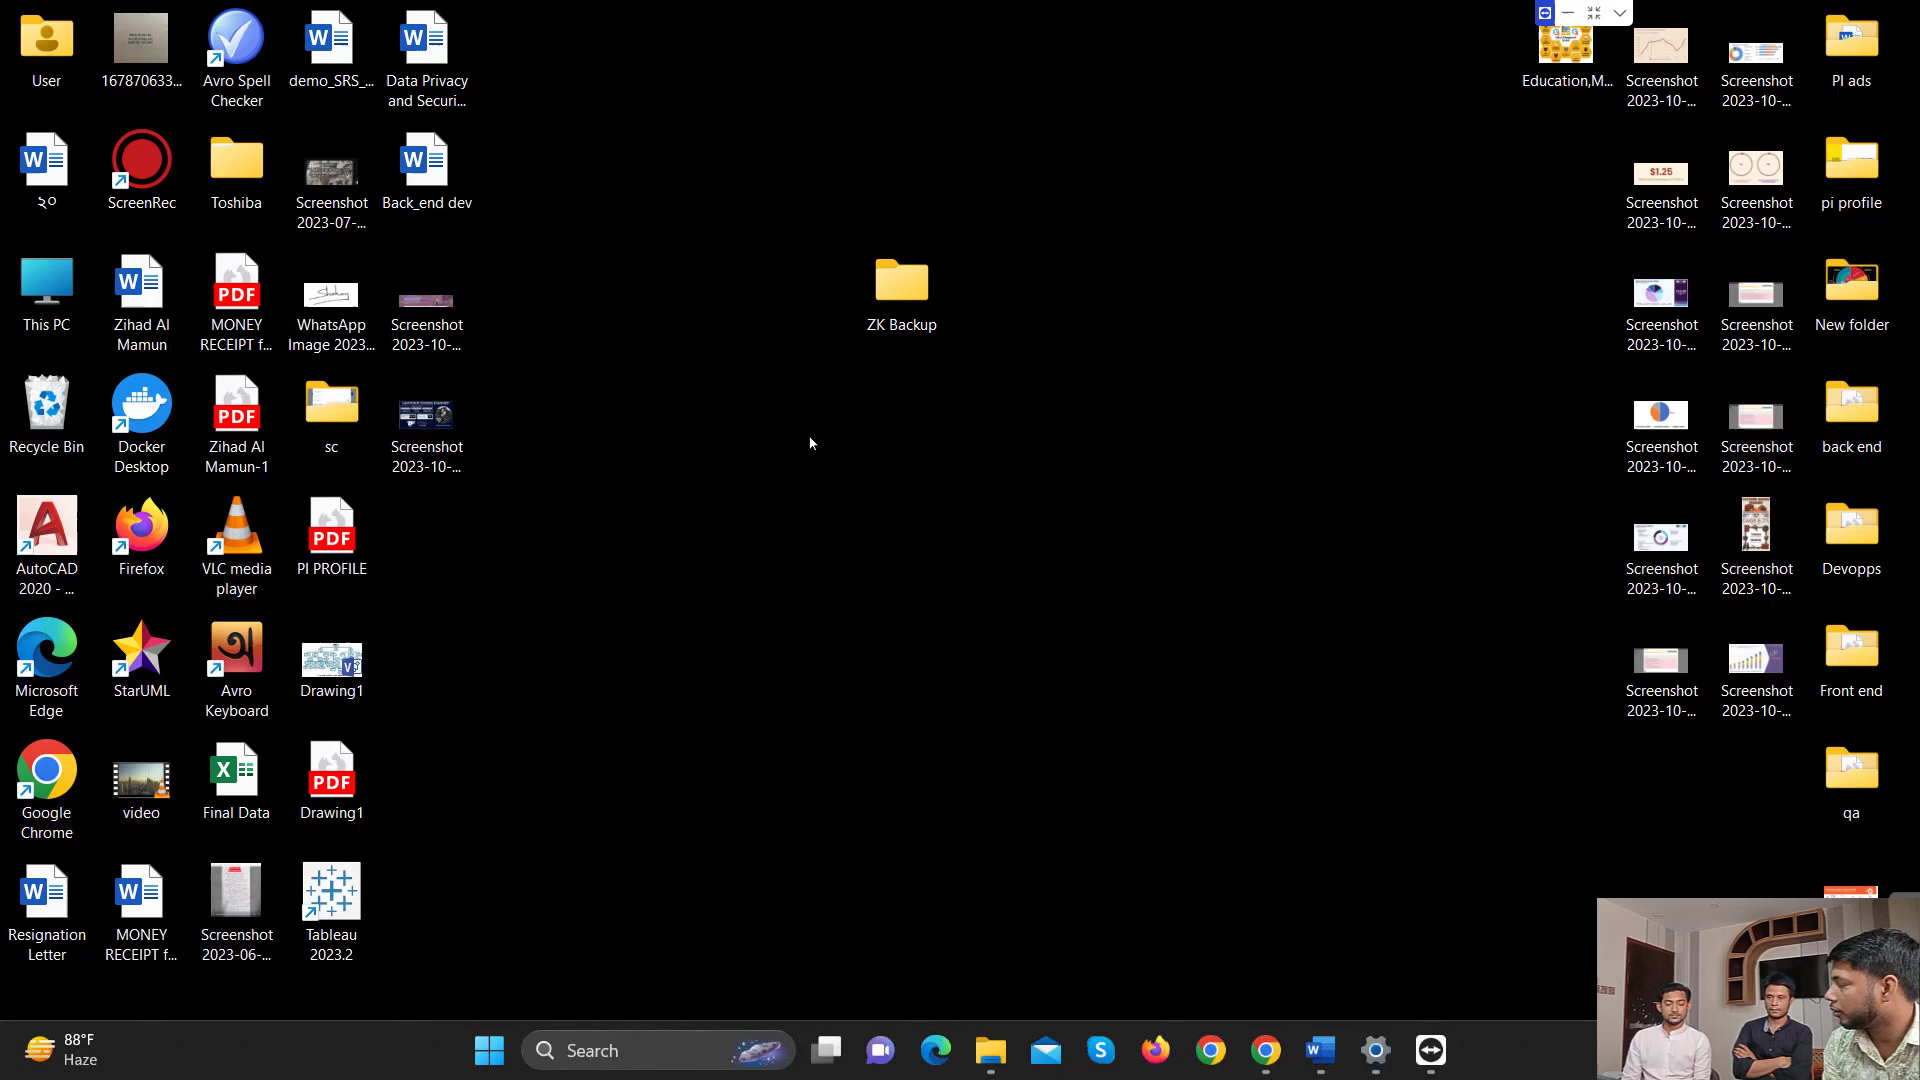 User
167870633...
Avro Spell
Checker
demo_SRS_...
Data Privacy
and Securi...
২০
ScreenRec
Toshiba
Screenshot
2023-07-...
Back_end dev
This PC
Zihad Al
Mamun
PDF
MONEY
RECEIPT f...
WhatsApp
Image 2023...
Screenshot
2023-10-...
Recycle Bin
Docker
Desktop
PDF
Zihad Al
Mamun-1
sc
Screenshot
2023-10-...
AutoCAD
2020 - ...
Firefox
VLC media
player
PDF
PI PROFILE
Microsoft
Edge
StarUML
অ
Avro
Keyboard
Drawing1
Google
Chrome
video
Final Data
PDF
Drawing1
Resignation
Letter
MONEY
RECEIPT f...
Screenshot
2023-06-...
Tableau
2023.2
ZK Backup
Education,M...
Screenshot
2023-10-...
Screenshot
2023-10-...
PI ads
$1.25
Screenshot
2023-10-...
Screenshot
2023-10-...
pi profile
Screenshot
2023-10-...
Screenshot
2023-10-...
New folder
Screenshot
2023-10-...
Screenshot
2023-10-...
back end
Screenshot
2023-10-...
Screenshot
2023-10-...
Devopps
Screenshot
2023-10-...
Screenshot
2023-10-...
Front end
qa
88°F
Haze
Search